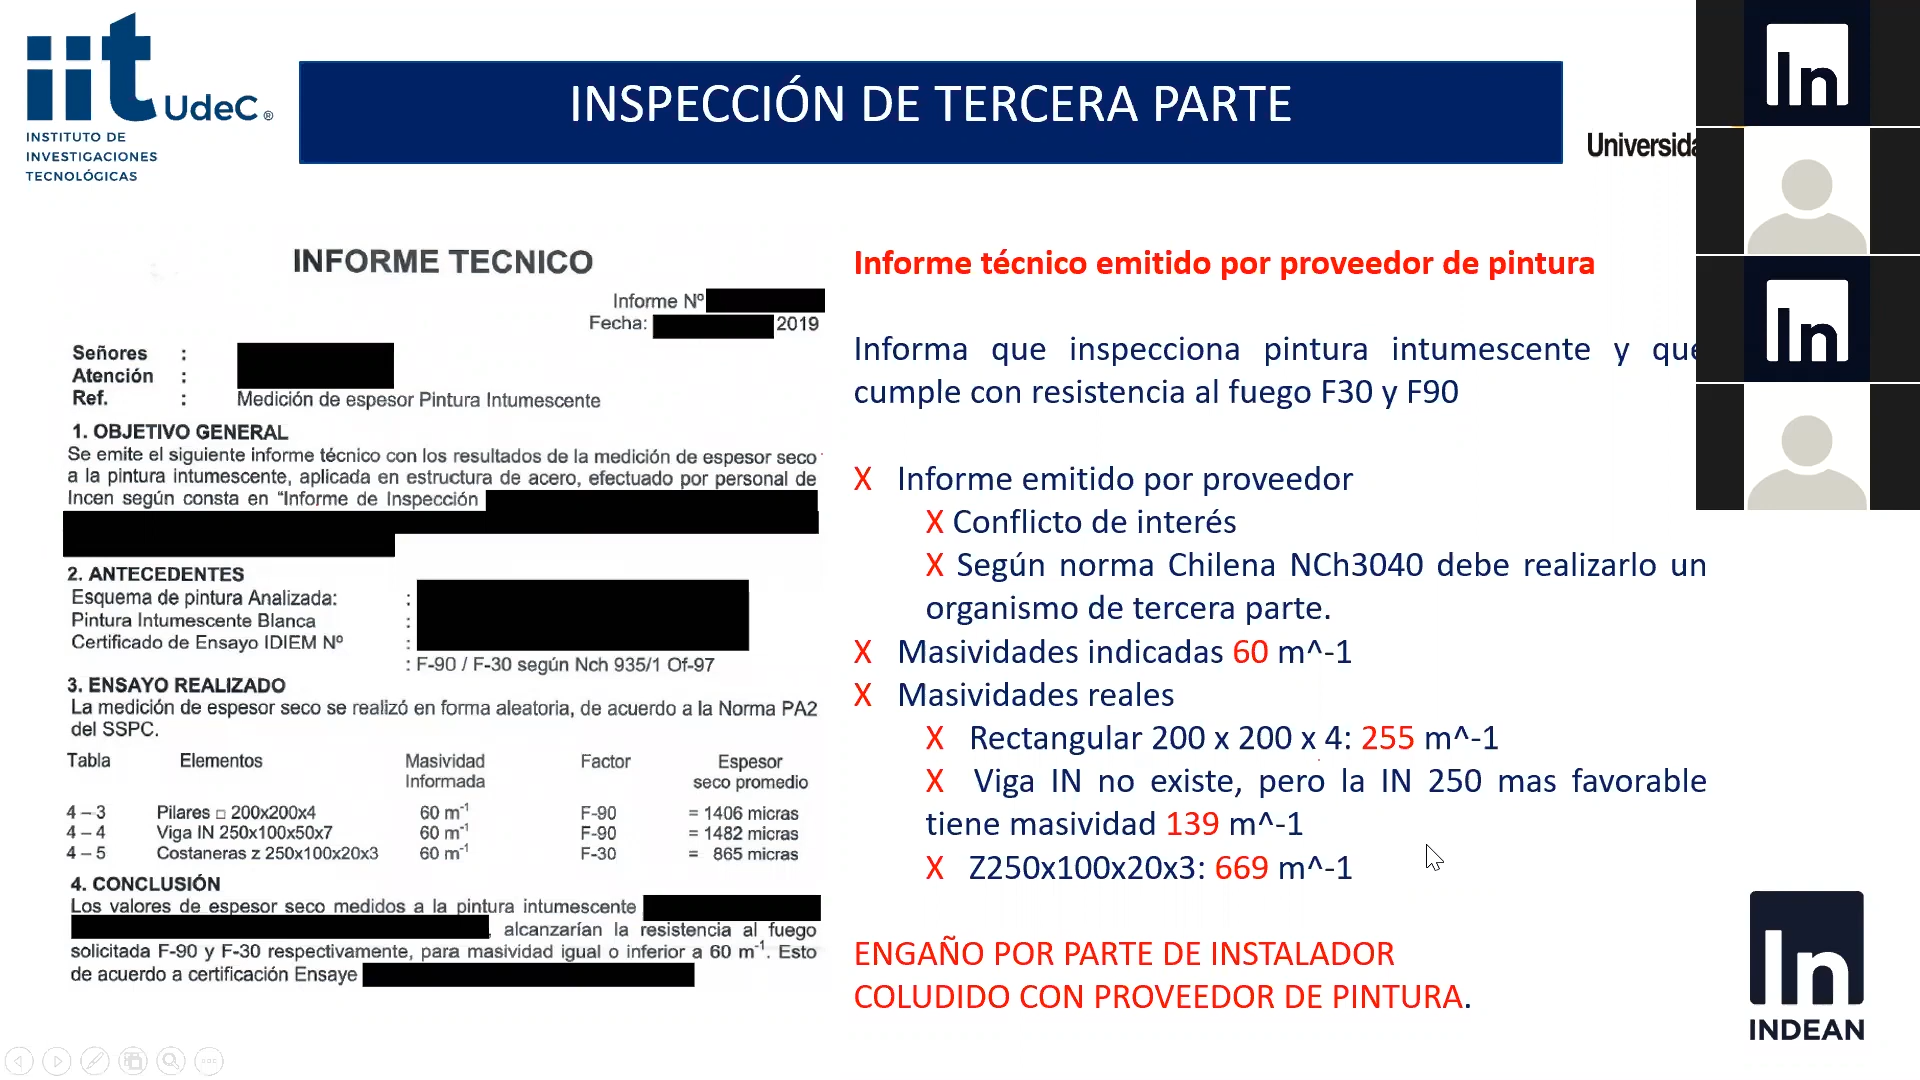 iit UdeC ®
INSTITUTO DE
INVESTIGACIONES
TECNOLÓGICAS
INSPECCIÓN DE TERCERA PARTE
INFORME TECNICO
Informe Nº
Fecha: 2019
Señores :
Atención :
Ref. : Medición de espesor Pintura Intumescente
1. OBJETIVO GENERAL
Se emite el siguiente informe técnico con los resultados de la medición de espesor seco
a la pintura intumescente, aplicada en estructura de acero, efectuado por personal de
Incen según consta en "Informe de Inspección
2. ANTECEDENTES
Esquema de pintura Analizada: :
Pintura Intumescente Blanca :
Certificado de Ensayo IDIEM Nº :
: F-90 / F-30 según Nch 935/1 Of-97
3. ENSAYO REALIZADO
La medición de espesor seco se realizó en forma aleatoria, de acuerdo a la Norma PA2
del SSPC.
Tabla Elementos Masividad Factor Espesor
Informada seco promedio
4 – 3 Pilares □ 200x200x4 60 m-1 F-90 = 1406 micras
4 – 4 Viga IN 250x100x50x7 60 m-1 F-90 = 1482 micras
4 – 5 Costaneras z 250x100x20x3 60 m-1 F-30 = 865 micras
4. CONCLUSIÓN
Los valores de espesor seco medidos a la pintura intumescente
, alcanzarían la resistencia al fuego
solicitada F-90 y F-30 respectivamente, para masividad igual o inferior a 60 m-1. Esto
de acuerdo a certificación Ensaye
Informe técnico emitido por proveedor de pintura
Informa que inspecciona pintura intumescente y que
cumple con resistencia al fuego F30 y F90
X Informe emitido por proveedor
X Conflicto de interés
X Según norma Chilena NCh3040 debe realizarlo un
organismo de tercera parte.
X Masividades indicadas 60 m^-1
X Masividades reales
X Rectangular 200 x 200 x 4: 255 m^-1
X Viga IN no existe, pero la IN 250 mas favorable
tiene masividad 139 m^-1
X Z250x100x20x3: 669 m^-1
ENGAÑO POR PARTE DE INSTALADOR
COLUDIDO CON PROVEEDOR DE PINTURA.
In
In
In
INDEAN